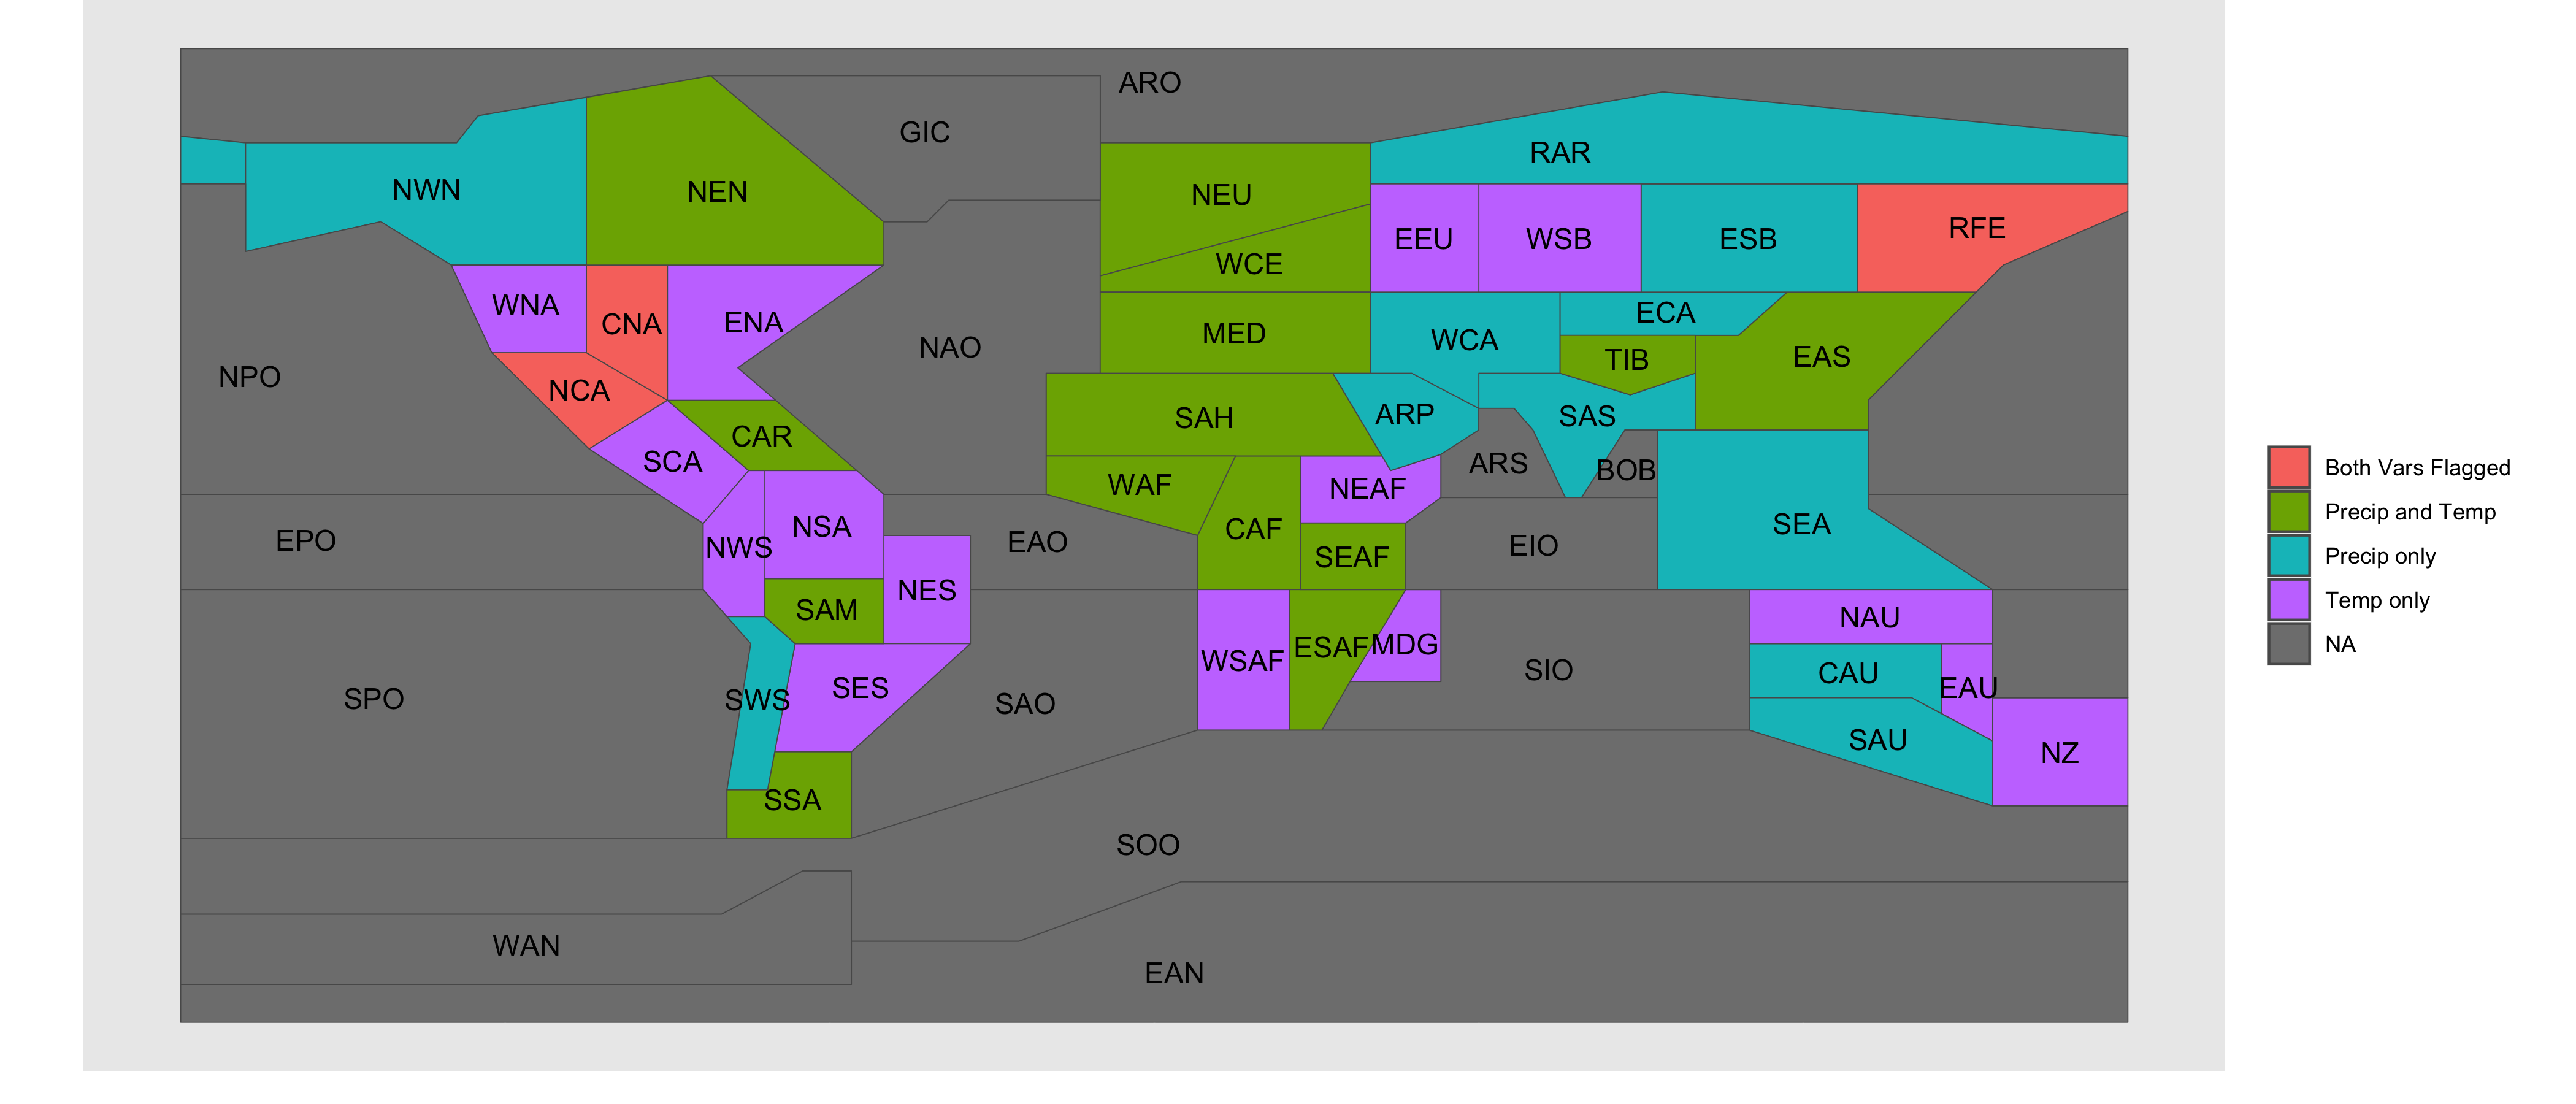 ARO
GIC
RAR
NWN
NEN
NEU
RFE
EEU
WSB
ESB
WCE
WNA
ECA
CNA
ENA
MED
WCA
NAO
TIB
EAS
NPO
NCA
SAH
ARP
SAS
CAR
SCA
ARS
BOB
WAF
NEAF
NSA
CAF
SEA
EPO
EAO
NWS
EIO
SEAF
NES
SAM
NAU
ESAF
MDG
WSAF
SIO
CAU
SES
EAU
SPO
SWS
SAO
SAU
NZ
SSA
SOO
WAN
EAN
Both Vars Flagged
Precip and Temp
Precip only
Temp only
NA